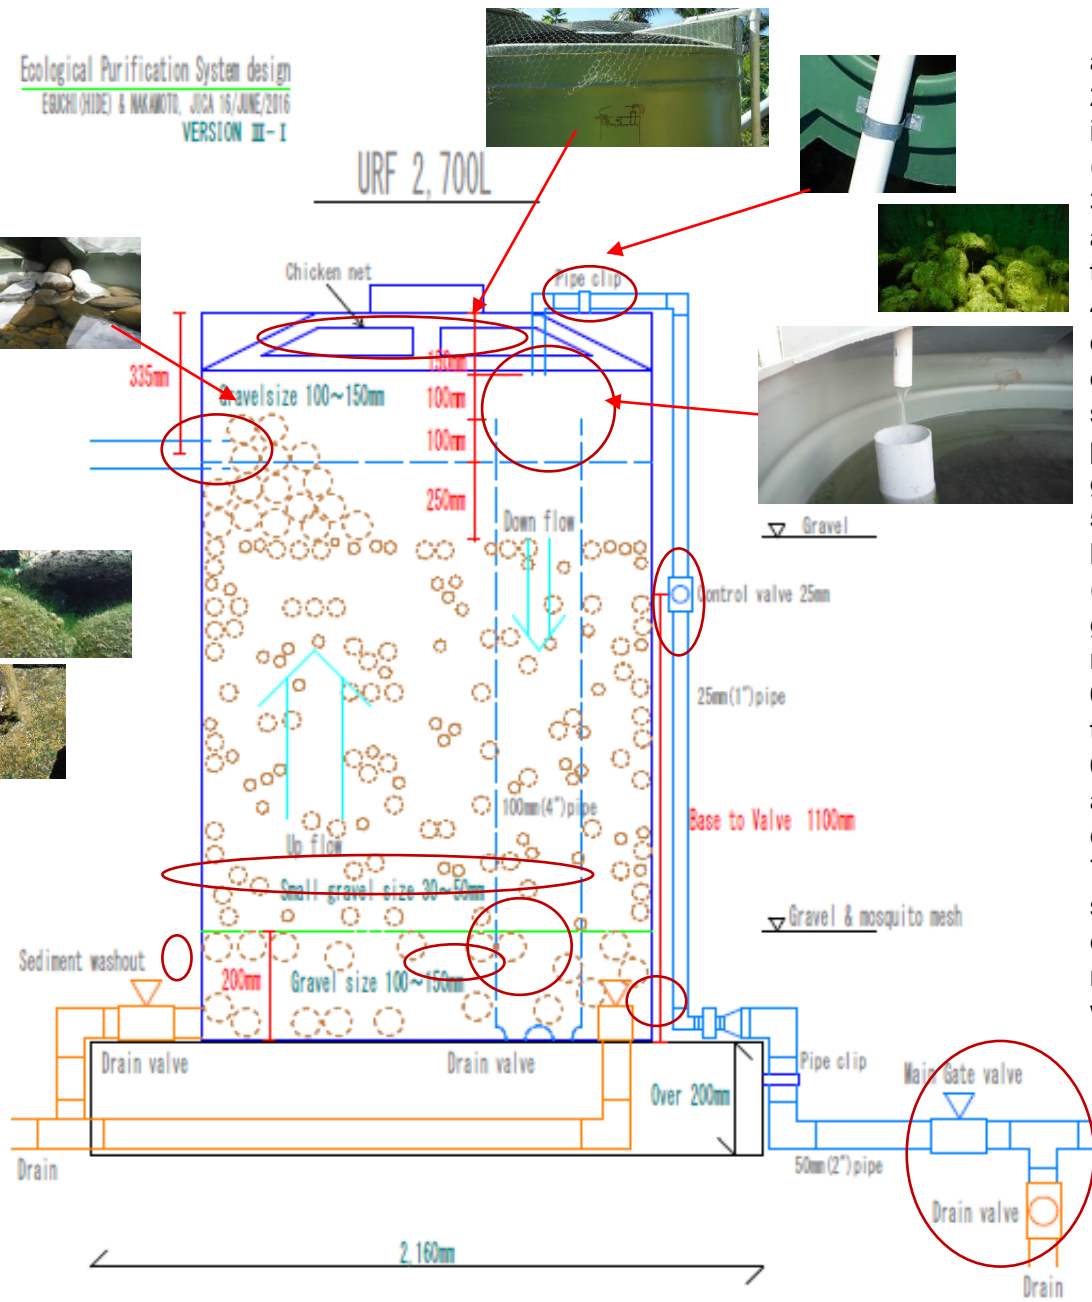 Ecological Purification System design
EGUCHI(HIDE) & NAKAMOTO, JICA 16/JUNE/2016
VERSION Ⅲ-Ⅰ
URF 2,700L
Chicken net
Pipe clip
335mm
150mm
Gravelsize 100~150mm
100mm
100mm
250mm
Down flow
Gravel
Control valve 25mm
25mm(1")pipe
100mm(4")pipe
Base to Valve 1100mm
Up flow
Small gravel size 30~50mm
Gravel & mosquito mesh
Sediment washout
200mm
Gravel size 100~150mm
Drain valve
Drain valve
Pipe clip
Main Gate valve
Over 200mm
50mm(2")pipe
Drain
Drain valve
2,160mm
Drain